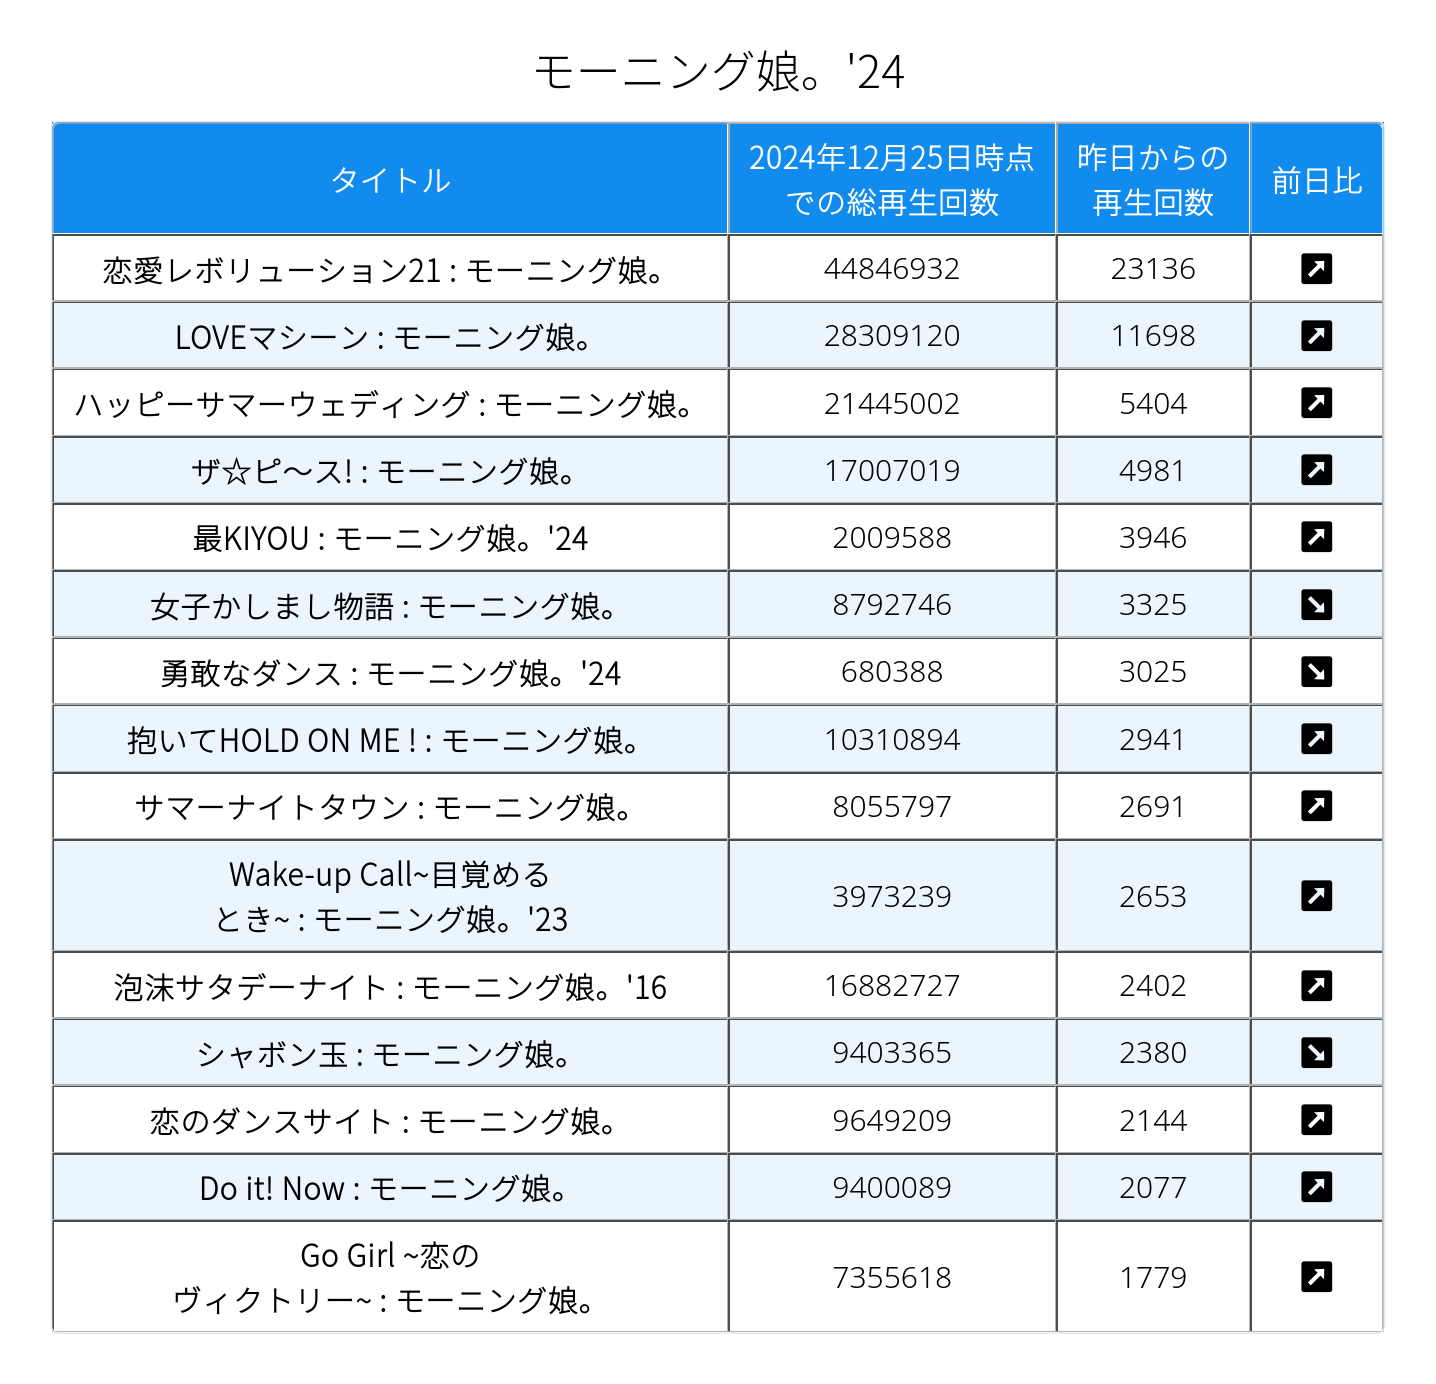 モーニング娘。'24
タイトル
2024年12月25日時点
での総再生回数
昨日からの
再生回数
前日比
恋愛レボリューション21 : モーニング娘。 44846932 23136
LOVEマシーン : モーニング娘。 28309120 11698
ハッピーサマーウェディング : モーニング娘。 21445002 5404
ザ☆ピ〜ス! : モーニング娘。 17007019 4981
最KIYOU : モーニング娘。'24 2009588 3946
女子かしまし物語 : モーニング娘。 8792746 3325
勇敢なダンス : モーニング娘。'24 680388 3025
抱いてHOLD ON ME ! : モーニング娘。 10310894 2941
サマーナイトタウン : モーニング娘。 8055797 2691
Wake-up Call~目覚める
とき~ : モーニング娘。'23 3973239 2653
泡沫サタデーナイト : モーニング娘。'16 16882727 2402
シャボン玉 : モーニング娘。 9403365 2380
恋のダンスサイト : モーニング娘。 9649209 2144
Do it! Now : モーニング娘。 9400089 2077
Go Girl ~恋の
ヴィクトリー~ : モーニング娘。 7355618 1779